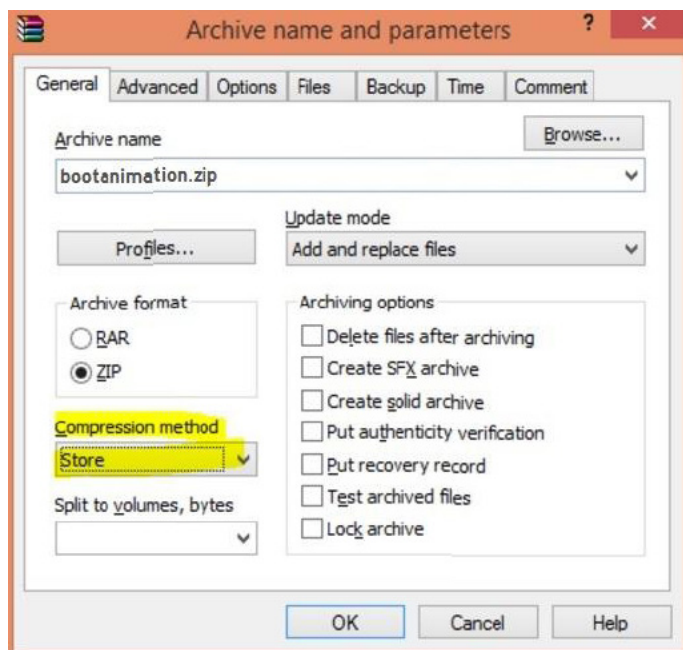 Archive name and parameters
?
General Advanced Options Files Backup Time Comment
Archive name
Browse...
bootanimation.zip
Update mode
Profiles...
Add and replace files
Archive format
RAR
ZIP
Compression method
Store
Split to volumes, bytes
Archiving options
Delete files after archiving
Create SFX archive
Create solid archive
Put authenticity verification
Put recovery record
Test archived files
Lock archive
OK Cancel Help